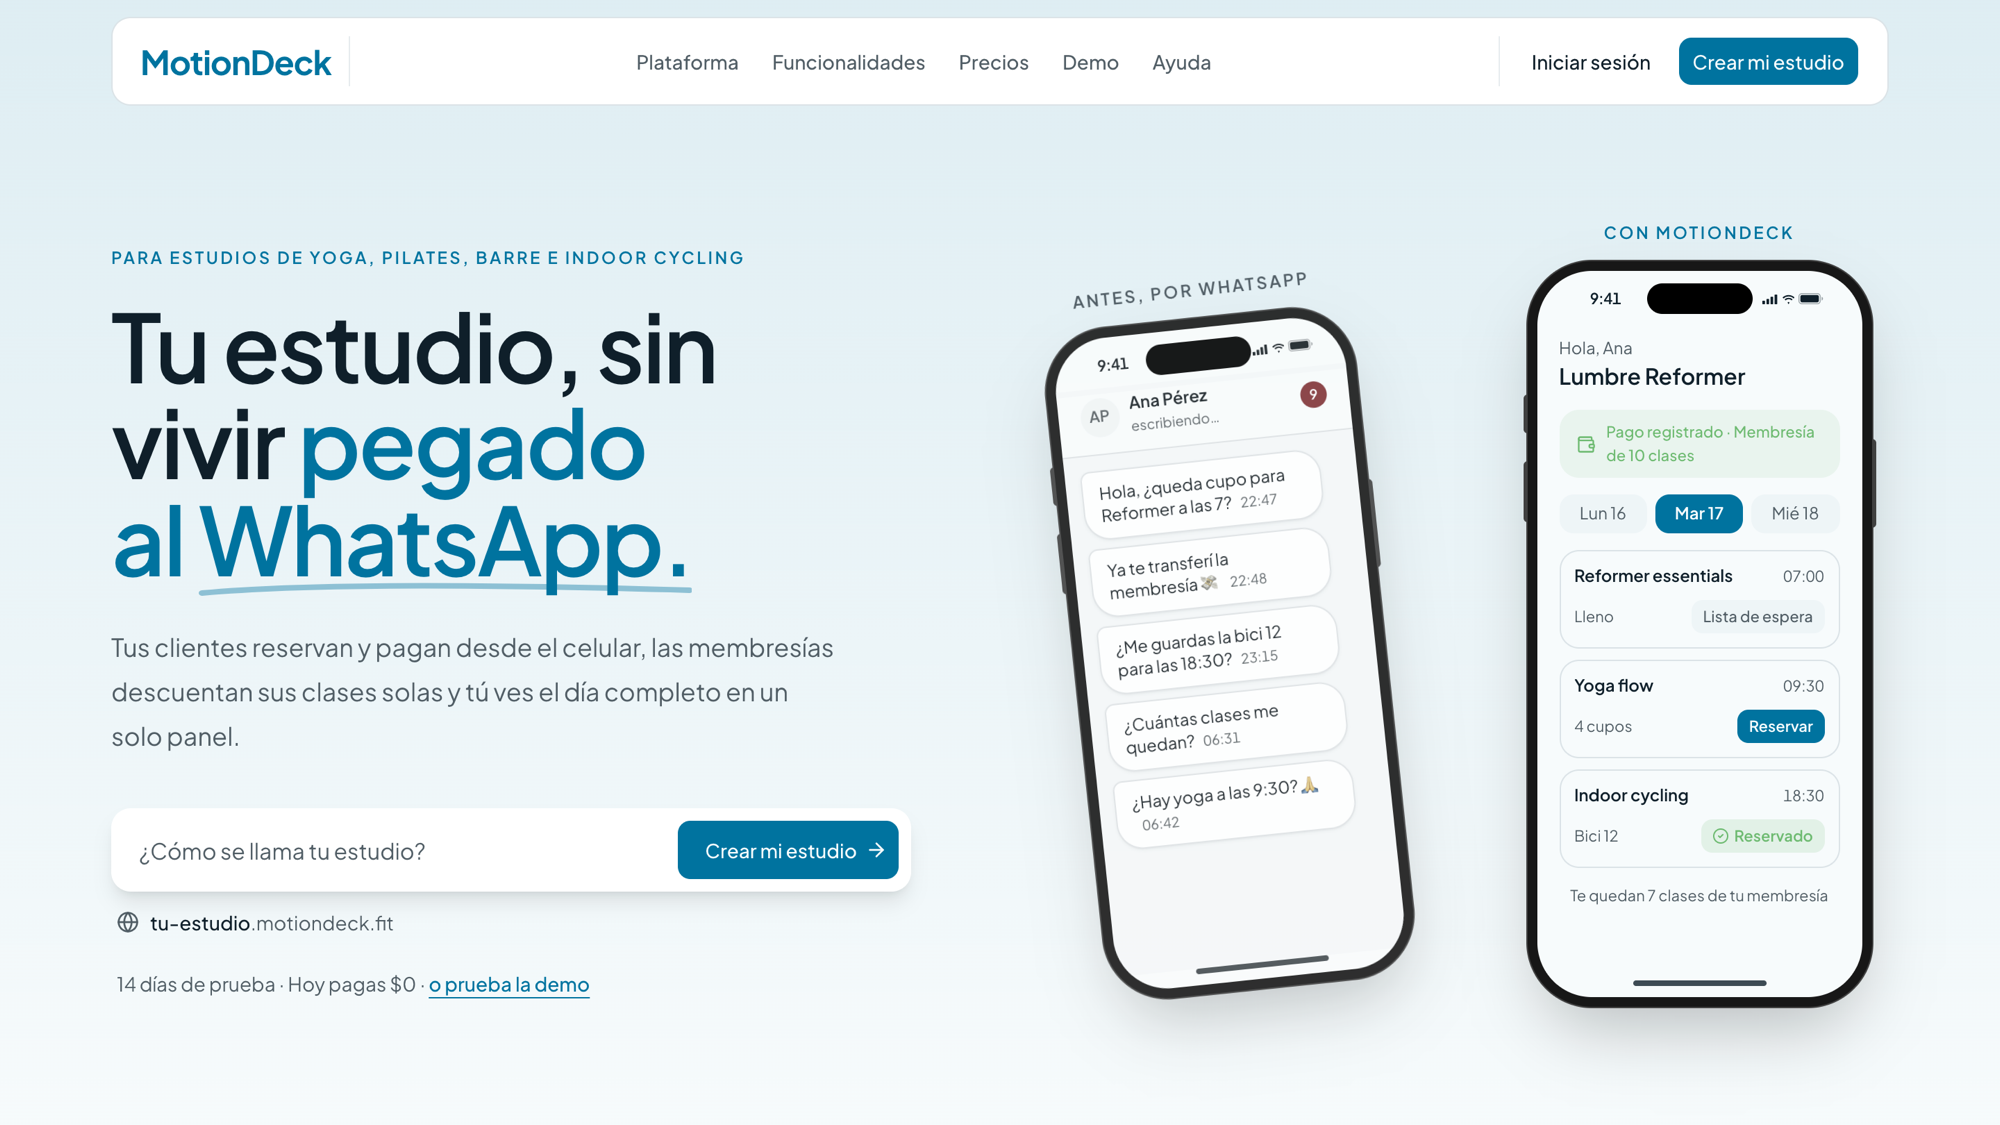 MotionDeck
Plataforma
Funcionalidades
Precios
Demo
Ayuda
Iniciar sesión
Crear mi estudio
PARA ESTUDIOS DE YOGA, PILATES, BARRE E INDOOR CYCLING
Tu estudio, sin
vivir pegado
al WhatsApp.
Tus clientes reservan y pagan desde el celular, las membresías
descuentan sus clases solas y tú ves el día completo en un
solo panel.
¿Cómo se llama tu estudio?
Crear mi estudio →
tu-estudio.motiondeck.fit
14 días de prueba · Hoy pagas $0 · o prueba la demo
ANTES, POR WHATSAPP
9:41
AP
Ana Pérez
escribiendo...
9
Hola, ¿queda cupo para
Reformer a las 7? 22:47
Ya te transferí la
membresía💸 22:48
¿Me guardas la bici 12
para las 18:30? 23:15
¿Cuántas clases me
quedan? 06:31
¿Hay yoga a las 9:30?🙏
06:42
CON MOTIONDECK
9:41
Hola, Ana
Lumbre Reformer
Pago registrado · Membresía
de 10 clases
Lun 16
Mar 17
Mié 18
Reformer essentials 07:00
Lleno Lista de espera
Yoga flow 09:30
4 cupos Reservar
Indoor cycling 18:30
Bici 12 Reservado
Te quedan 7 clases de tu membresía